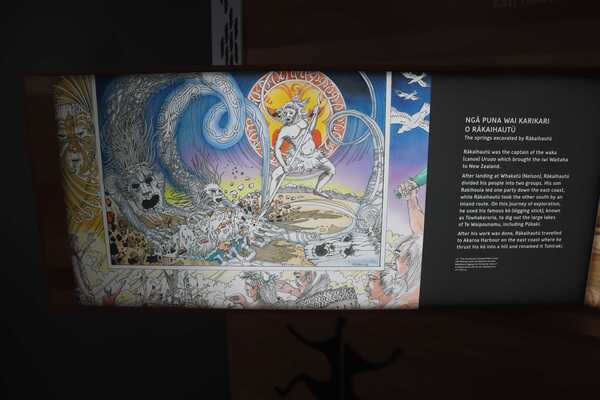 NGĀ PUNA WAI KARIKARI
O RĀKAIHAUTŪ
The springs excavated by Rākaihautū
Rākaihautū was the captain of the waka
(canoe) Uruao which brought the iwi Waitaha
to New Zealand.
After landing at Whakatū (Nelson), Rākaihautū
divided his people into two groups. His son
Rokohouia led one party down the east coast,
while Rākaihautū took the other south by an
inland route. On this journey of exploration,
he used his famous kō (digging stick), known
as Tūwhakaroria, to dig out the large lakes
of Te Waipounamu, including Pūkaki.
After his work was done, Rākaihautū travelled
to Akaroa Harbour on the east coast where he
thrust his kō into a hill and renamed it Tuhiraki.